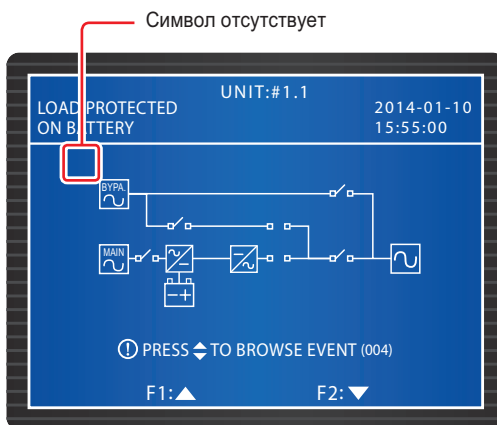 Символ отсутствует
UNIT:#1.1
LOAD PROTECTED
ON BATTERY
2014-01-10
15:55:00
BYPA.
MAIN
PRESS TO BROWSE EVENT (004)
F1: F2: